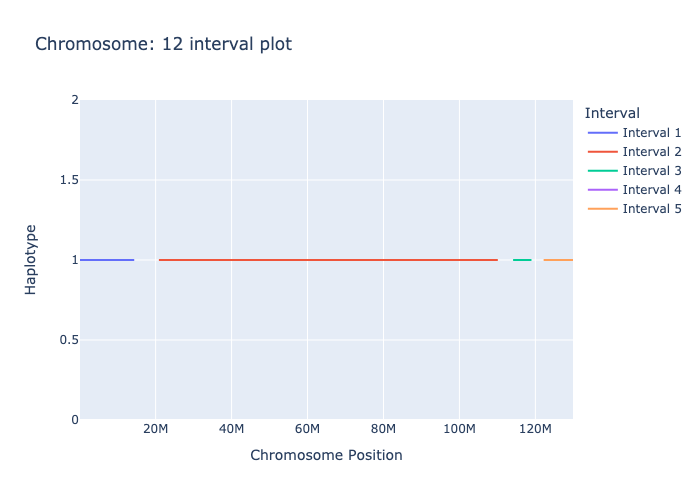 Chromosome: 12 interval plot
Interval
Interval 1
Interval 2
Interval 3
Interval 4
Interval 5
2
1.5
1
0.5
0
Haplotype
20M 40M 60M 80M 100M 120M
Chromosome Position